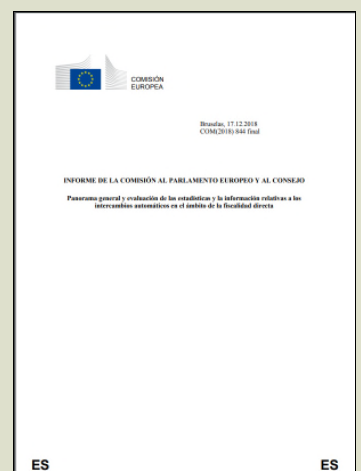 COMISIÓN
EUROPEA
Bruselas, 17.12.2018
COM(2018) 844 final
INFORME DE LA COMISIÓN AL PARLAMENTO EUROPEO Y AL CONSEJO
Panorama general y evaluación de las estadísticas y la información relativas a los
intercambios automáticos en el ámbito de la fiscalidad directa
ES
ES